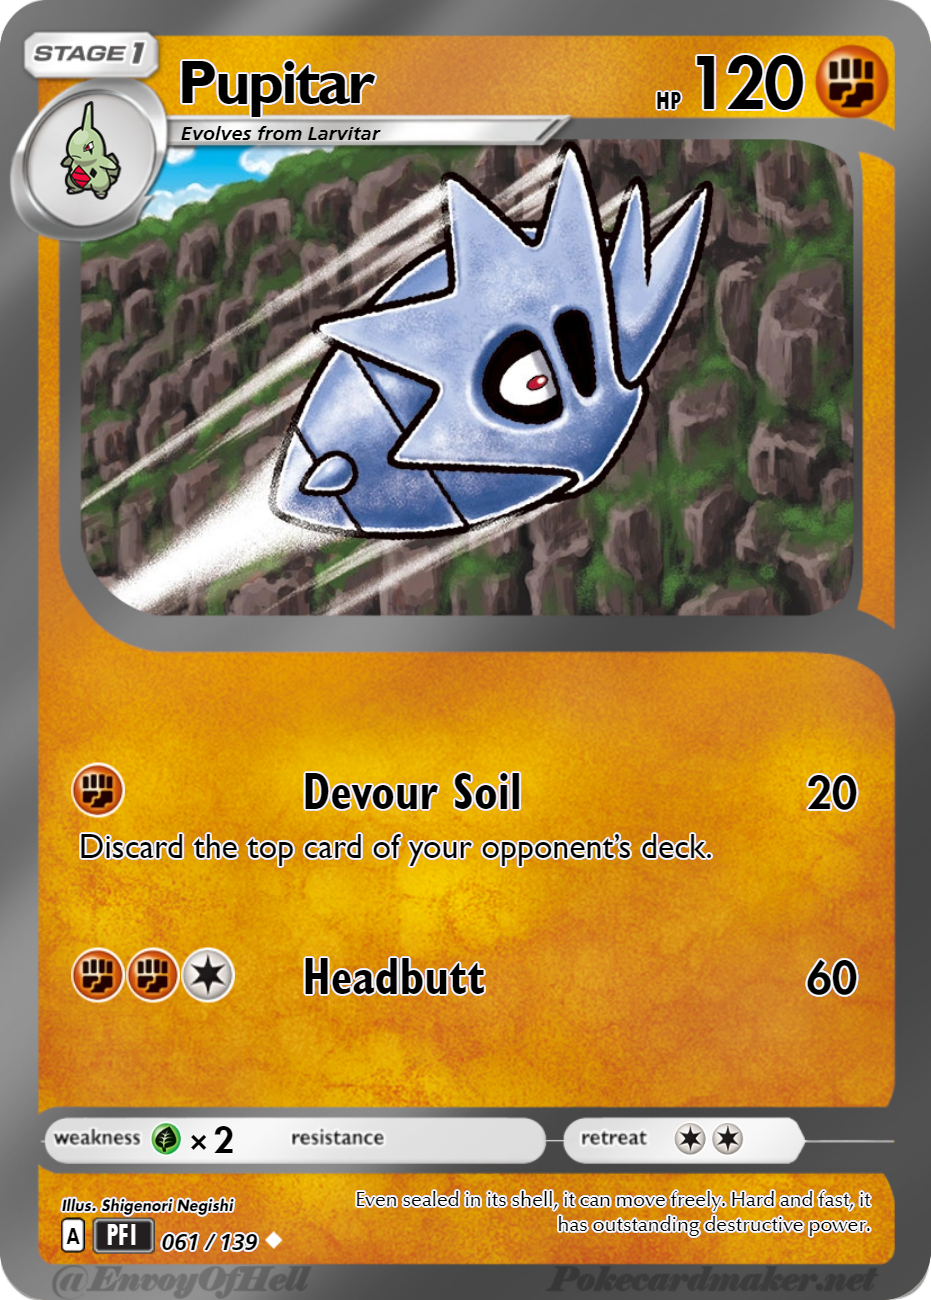 STAGE 1
Pupitar
HP 120
Evolves from Larvitar
Devour Soil 20
Discard the top card of your opponent's deck.
Headbutt 60
weakness × 2 resistance retreat
Illus. Shigenori Negishi
Even sealed in its shell, it can move freely. Hard and fast, it
has outstanding destructive power.
A PFI 061 / 139
@EnvoyOfHell
Pokecardmaker.net